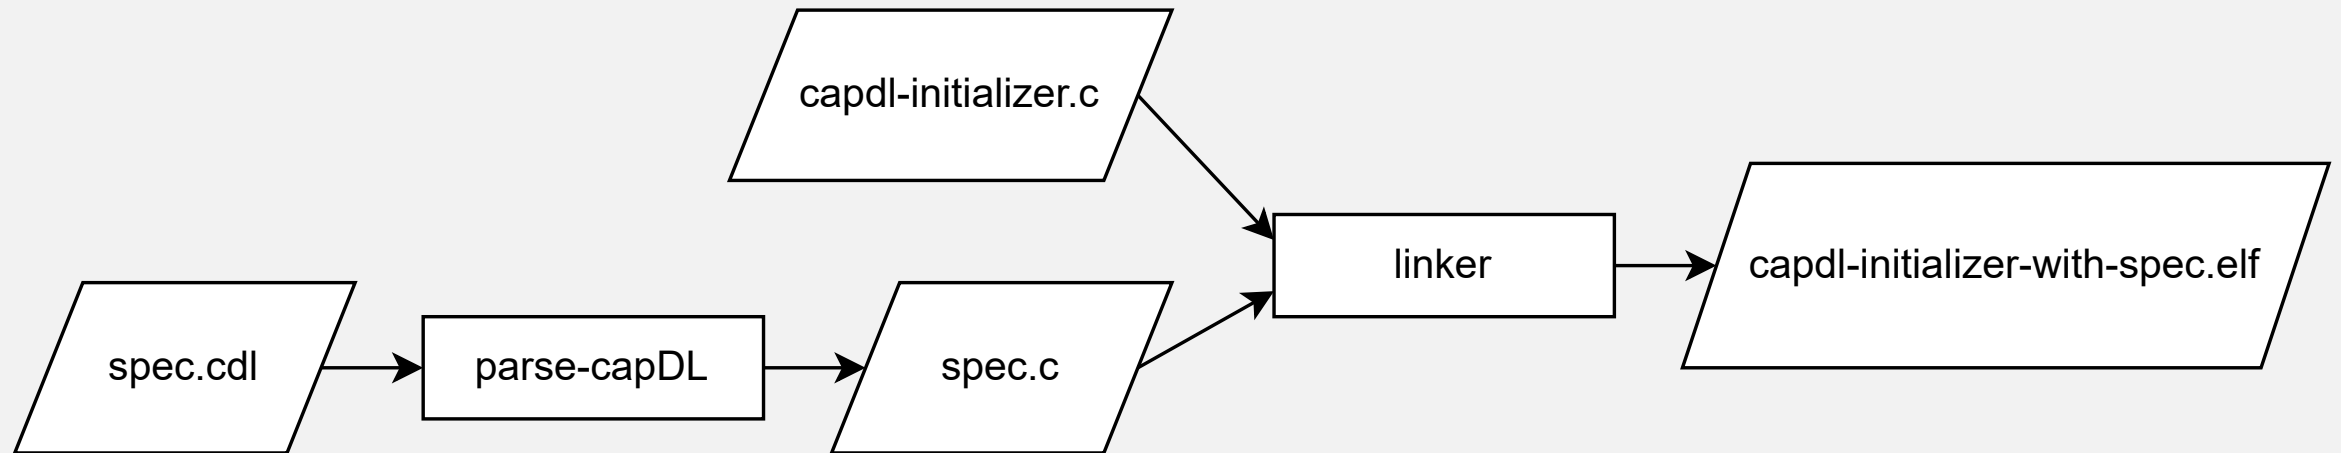 capdl-initializer.c
linker
capdl-initializer-with-spec.elf
spec.cdl
parse-capDL
spec.c